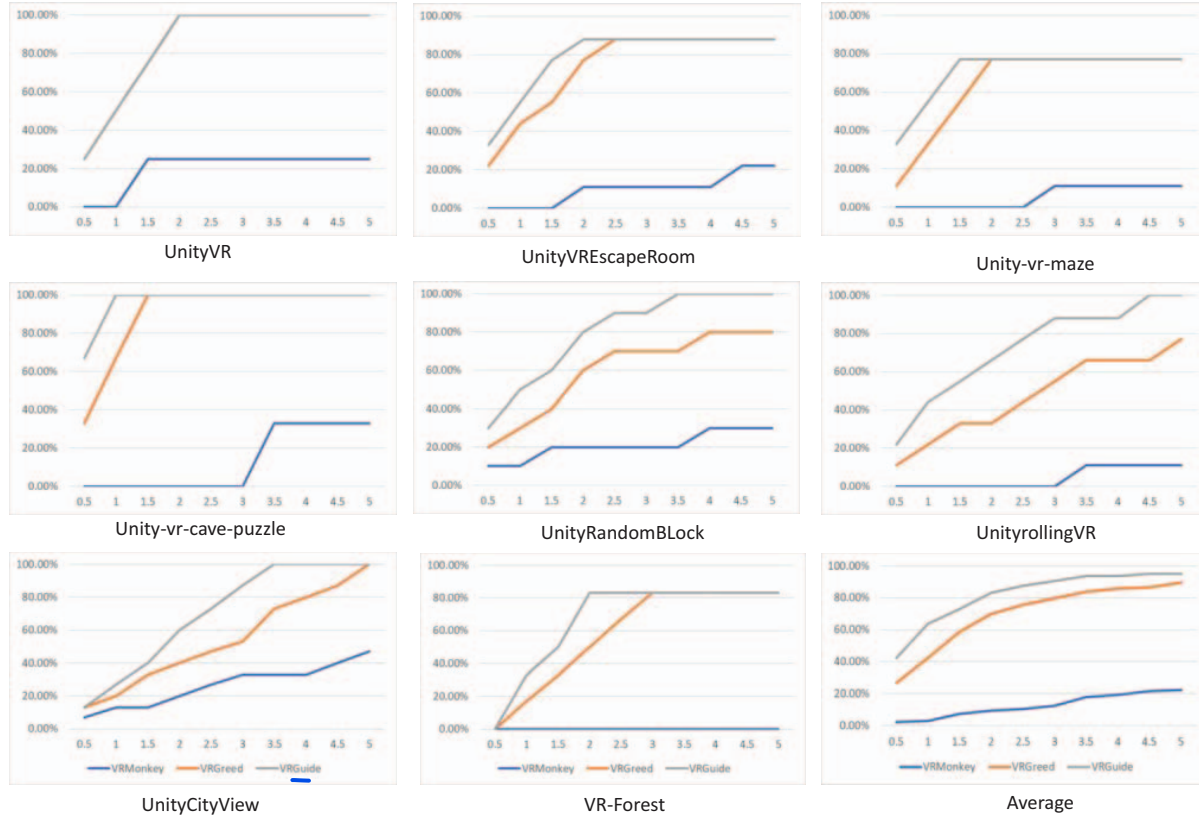 100.00%
80.00%
60.00%
40.00%
20.00%
0.00%
0.5 1 1.5 2 2.5 3 3.5 4 4.5 5
UnityVR
100.00%
80.00%
60.00%
40.00%
20.00%
0.00%
0.5 1 1.5 2 2.5 3 3.5 4 4.5 5
UnityVREscapeRoom
100.00%
80.00%
60.00%
40.00%
20.00%
0.00%
0.5 1 1.5 2 2.5 3 3.5 4 4.5 5
Unity-vr-maze
100.00%
80.00%
60.00%
40.00%
20.00%
0.00%
0.5 1 1.5 2 2.5 3 3.5 4 4.5 5
Unity-vr-cave-puzzle
100.00%
80.00%
60.00%
40.00%
20.00%
0.00%
0.5 1 1.5 2 2.5 3 3.5 4 4.5 5
UnityRandomBLock
100.00%
80.00%
60.00%
40.00%
20.00%
0.00%
0.5 1 1.5 2 2.5 3 3.5 4 4.5 5
UnityrollingVR
100.00%
80.00%
60.00%
40.00%
20.00%
0.00%
0.5 1 1.5 2 2.5 3 3.5 4 4.5 5
VRMonkey VRGreed VRGuide
UnityCityView
100.00%
80.00%
60.00%
40.00%
20.00%
0.00%
0.5 1 1.5 2 2.5 3 3.5 4 4.5 5
VRMonkey VRGreed VRGuide
VR-Forest
100.00%
80.00%
60.00%
40.00%
20.00%
0.00%
0.5 1 1.5 2 2.5 3 3.5 4 4.5 5
VRMonkey VRGreed VRGuide
Average